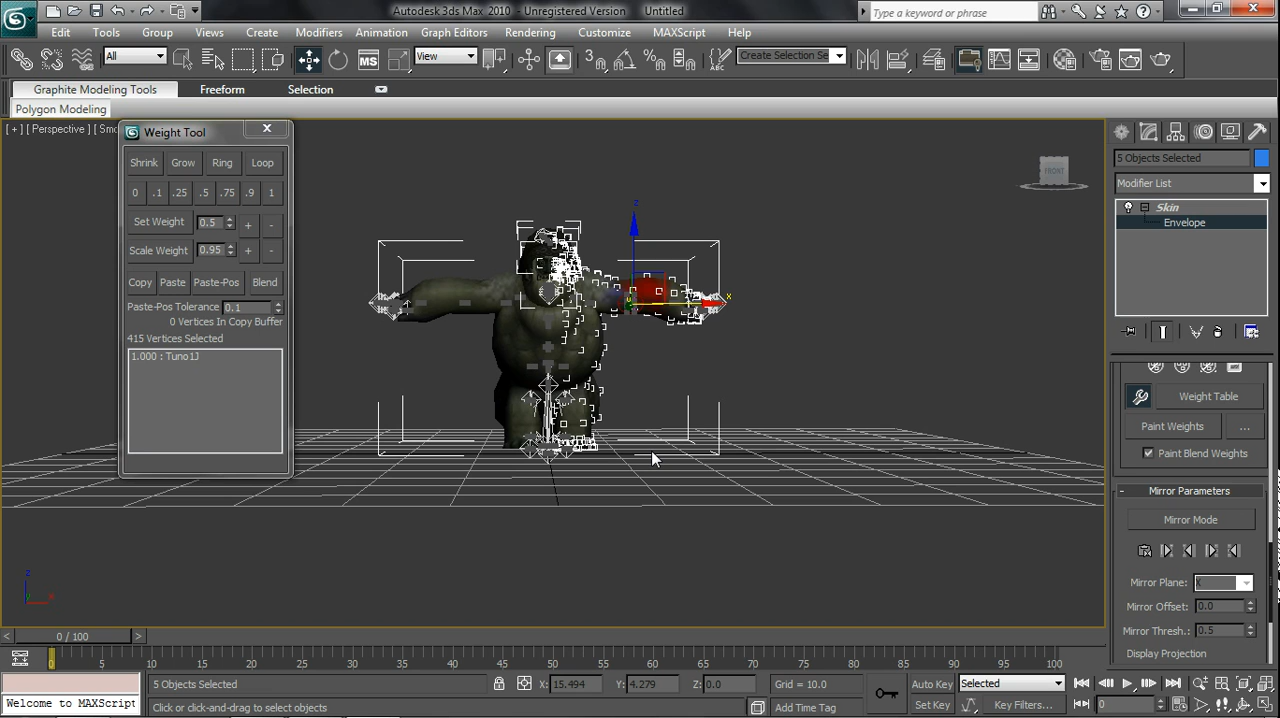 Autodesk 3ds Max 2010 - Unregistered Version Untitled
Type a keyword or phrase
Edit Tools Group Views Create Modifiers Animation Graph Editors Rendering Customize MAXScript Help
All View Create Selection Se
Graphite Modeling Tools Freeform Selection
Polygon Modeling
[ + ] [ Perspective ] [ Smo
Weight Tool
Shrink Grow Ring Loop
0 .1 .25 .5 .75 .9 1
Set Weight 0.5 + -
Scale Weight 0.95 + -
Copy Paste Paste-Pos Blend
Paste-Pos Tolerance 0.1
0 Vertices In Copy Buffer
415 Vertices Selected
1.000 : Tuno1J
FRONT
z
x
z
x
5 Objects Selected
Modifier List
Skin
Envelope
Weight Table
Paint Weights ...
Paint Blend Weights
- Mirror Parameters
Mirror Mode
Mirror Plane: X
Mirror Offset: 0.0
Mirror Thresh.: 0.5
Display Projection
< 0 / 100 >
0 5 10 15 20 25 30 35 40 45 50 55 60 65 70 75 80 85 90 95 100
5 Objects Selected X: 15.494 Y: 4.279 Z: 0.0 Grid = 10.0 Auto Key Selected
Welcome to MAXScript Click or click-and-drag to select objects Add Time Tag Set Key Key Filters... 0